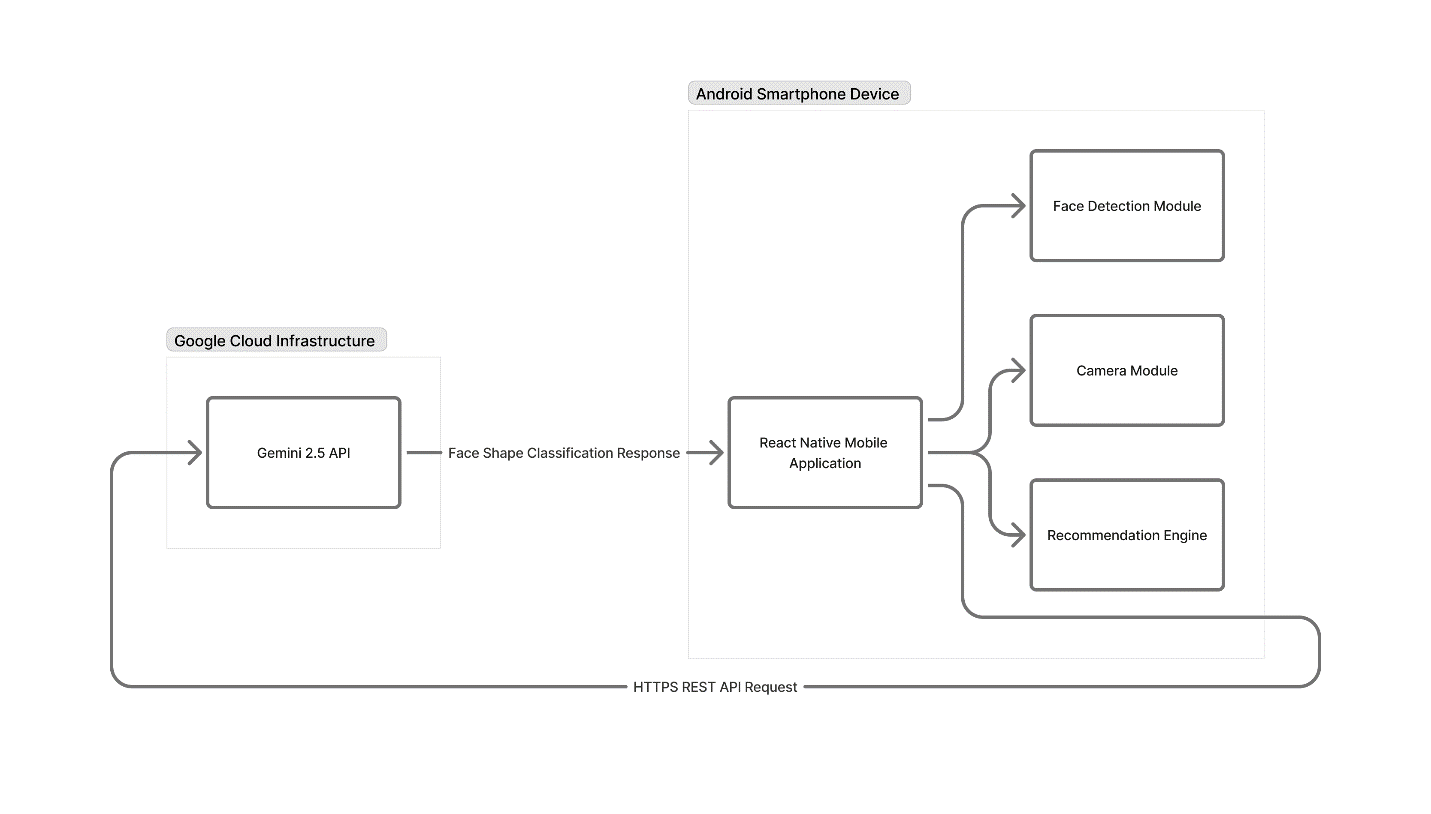 Android Smartphone Device
Face Detection Module
Google Cloud Infrastructure
Camera Module
Gemini 2.5 API
Face Shape Classification Response
React Native Mobile
Application
Recommendation Engine
HTTPS REST API Request